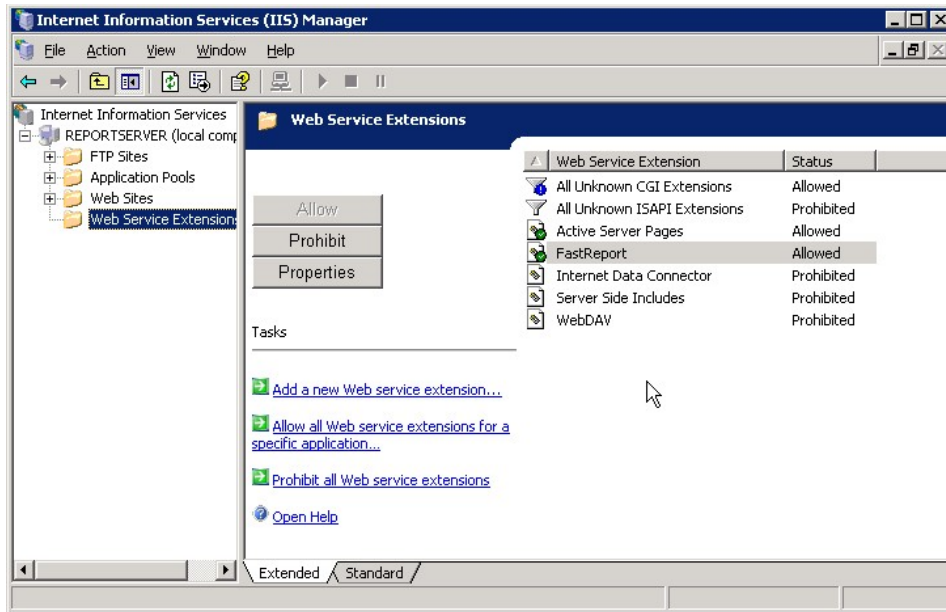 Internet Information Services (IIS) Manager
File Action View Window Help
Internet Information Services
REPORTSERVER (local comp
FTP Sites
Application Pools
Web Sites
Web Service Extensions
Web Service Extensions
Allow
Prohibit
Properties
Tasks
Add a new Web service extension...
Allow all Web service extensions for a
specific application...
Prohibit all Web service extensions
Open Help
Web Service Extension Status
All Unknown CGI Extensions Allowed
All Unknown ISAPI Extensions Prohibited
Active Server Pages Allowed
FastReport Allowed
Internet Data Connector Prohibited
Server Side Includes Prohibited
WebDAV Prohibited
Extended Standard